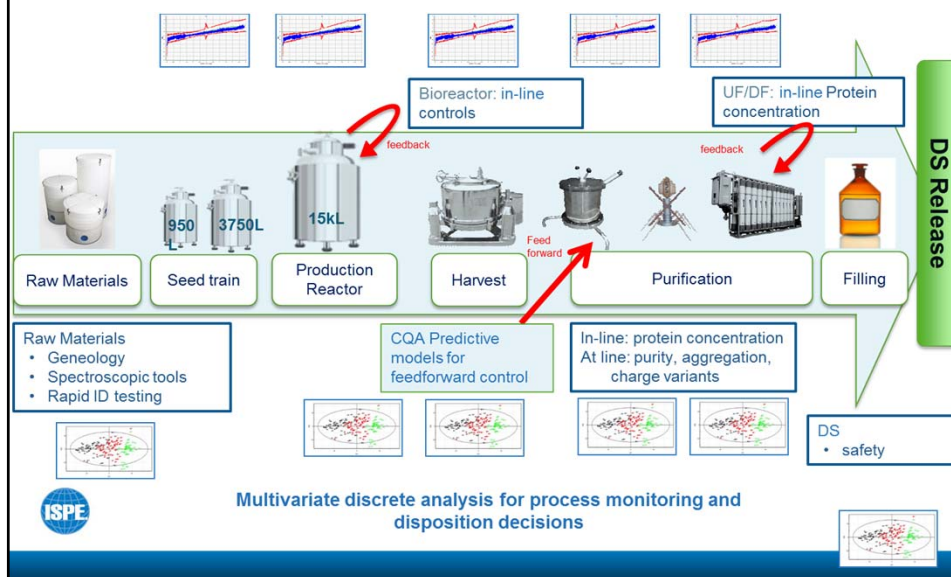 Bioreactor: in-line
controls
UF/DF: in-line Protein
concentration
feedback
feedback
DS Release
950
L
3750L
15kL
Feed
forward
Raw Materials
Seed train
Production
Reactor
Harvest
Purification
Filling
Raw Materials
• Geneology
• Spectroscopic tools
• Rapid ID testing
CQA Predictive
models for
feedforward control
In-line: protein concentration
At line: purity, aggregation,
charge variants
DS
• safety
ISPE
Multivariate discrete analysis for process monitoring and
disposition decisions